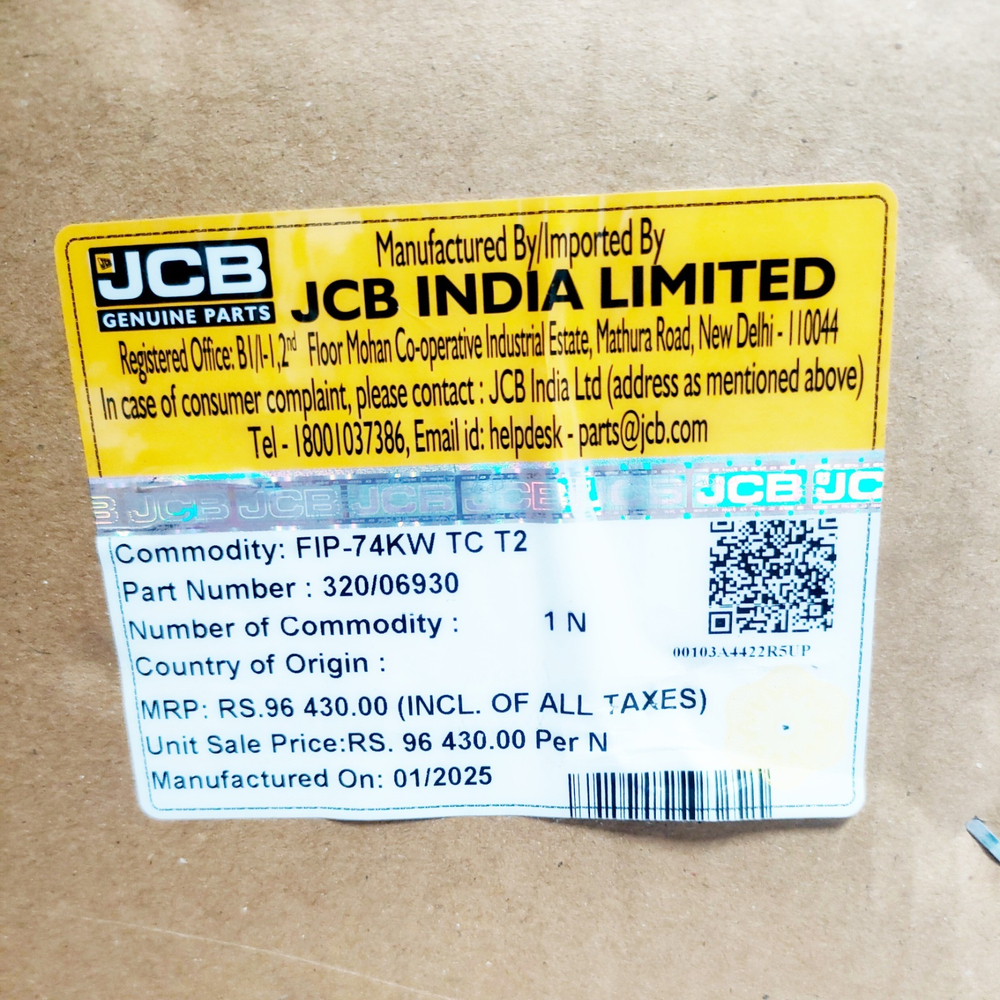 JCB
GENUINE PARTS
Manufactured By/Imported By
JCB INDIA LIMITED
Registered Office: B1/I-1,2nd Floor Mohan Co-operative Industrial Estate, Mathura Road, New Delhi - 110044
In case of consumer complaint, please contact : JCB India Ltd (address as mentioned above)
Tel - 18001037386, Email id: helpdesk - parts@jcb.com
B JCB JCB JCB JCB JCB JCB JC
Commodity: FIP-74KW TC T2
Part Number : 320/06930
Number of Commodity : 1 N
Country of Origin :
00103A4422R5UP
MRP: RS.96 430.00 (INCL. OF ALL TAXES)
Unit Sale Price:RS. 96 430.00 Per N
Manufactured On: 01/2025